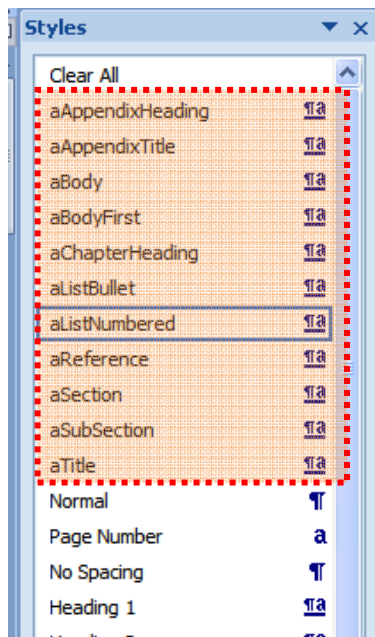 Styles
Clear All
aAppendixHeading ¶a
aAppendixTitle ¶a
aBody ¶a
aBodyFirst ¶a
aChapterHeading ¶a
aListBullet ¶a
aListNumbered ¶a
aReference ¶a
aSection ¶a
aSubSection ¶a
aTitle ¶a
Normal ¶
Page Number a
No Spacing ¶
Heading 1 ¶a